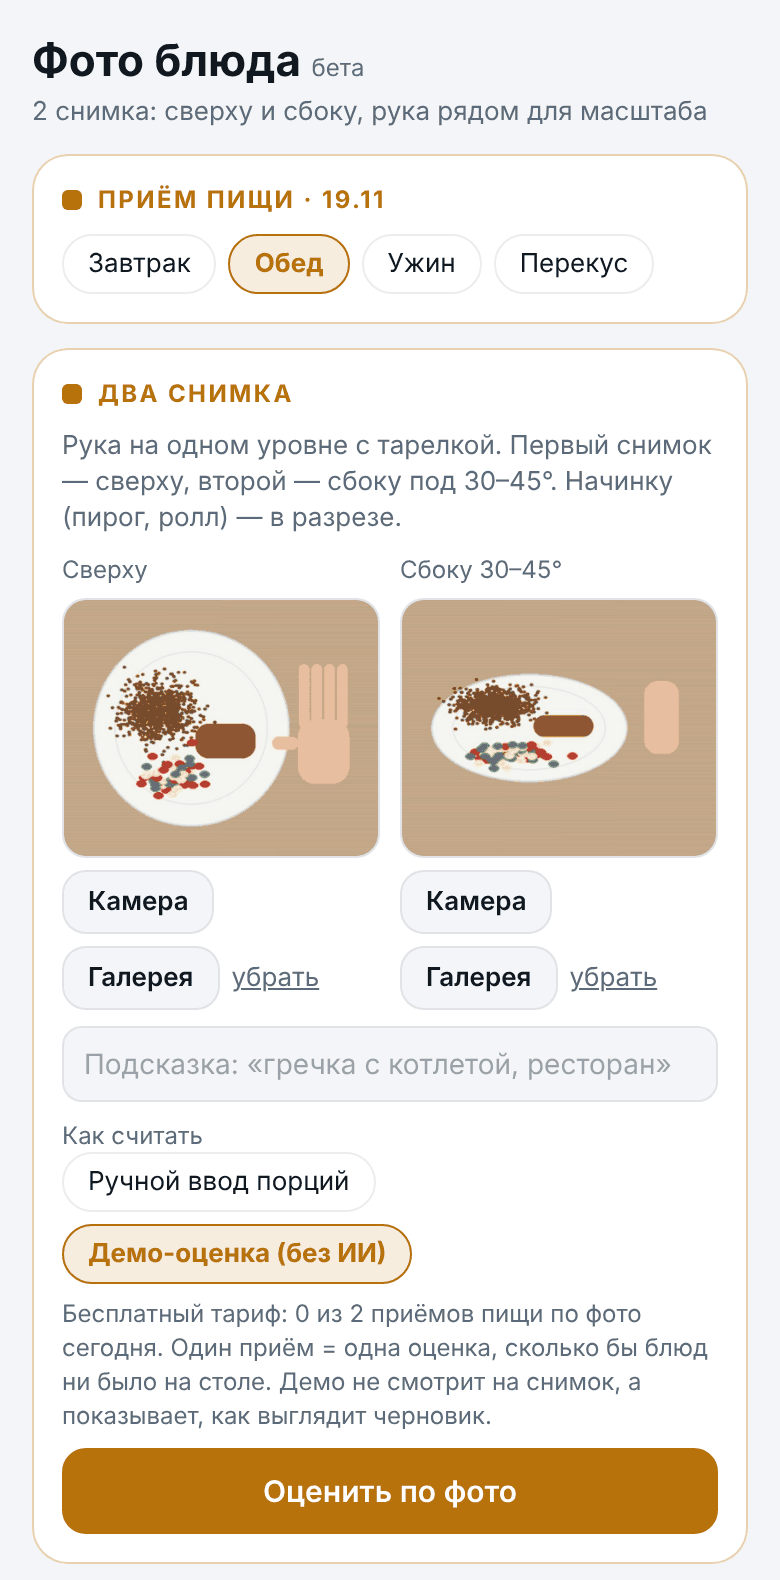 Фото блюда бета
2 снимка: сверху и сбоку, рука рядом для масштаба
ПРИЁМ ПИЩИ · 19.11
Завтрак Обед Ужин Перекус
ДВА СНИМКА
Рука на одном уровне с тарелкой. Первый снимок
— сверху, второй — сбоку под 30–45°. Начинку
(пирог, ролл) — в разрезе.
Сверху Сбоку 30–45°
Камера Камера
Галерея убрать Галерея убрать
Подсказка: «гречка с котлетой, ресторан»
Как считать
Ручной ввод порций
Демо-оценка (без ИИ)
Бесплатный тариф: 0 из 2 приёмов пищи по фото
сегодня. Один приём = одна оценка, сколько бы блюд
ни было на столе. Демо не смотрит на снимок, а
показывает, как выглядит черновик.
Оценить по фото